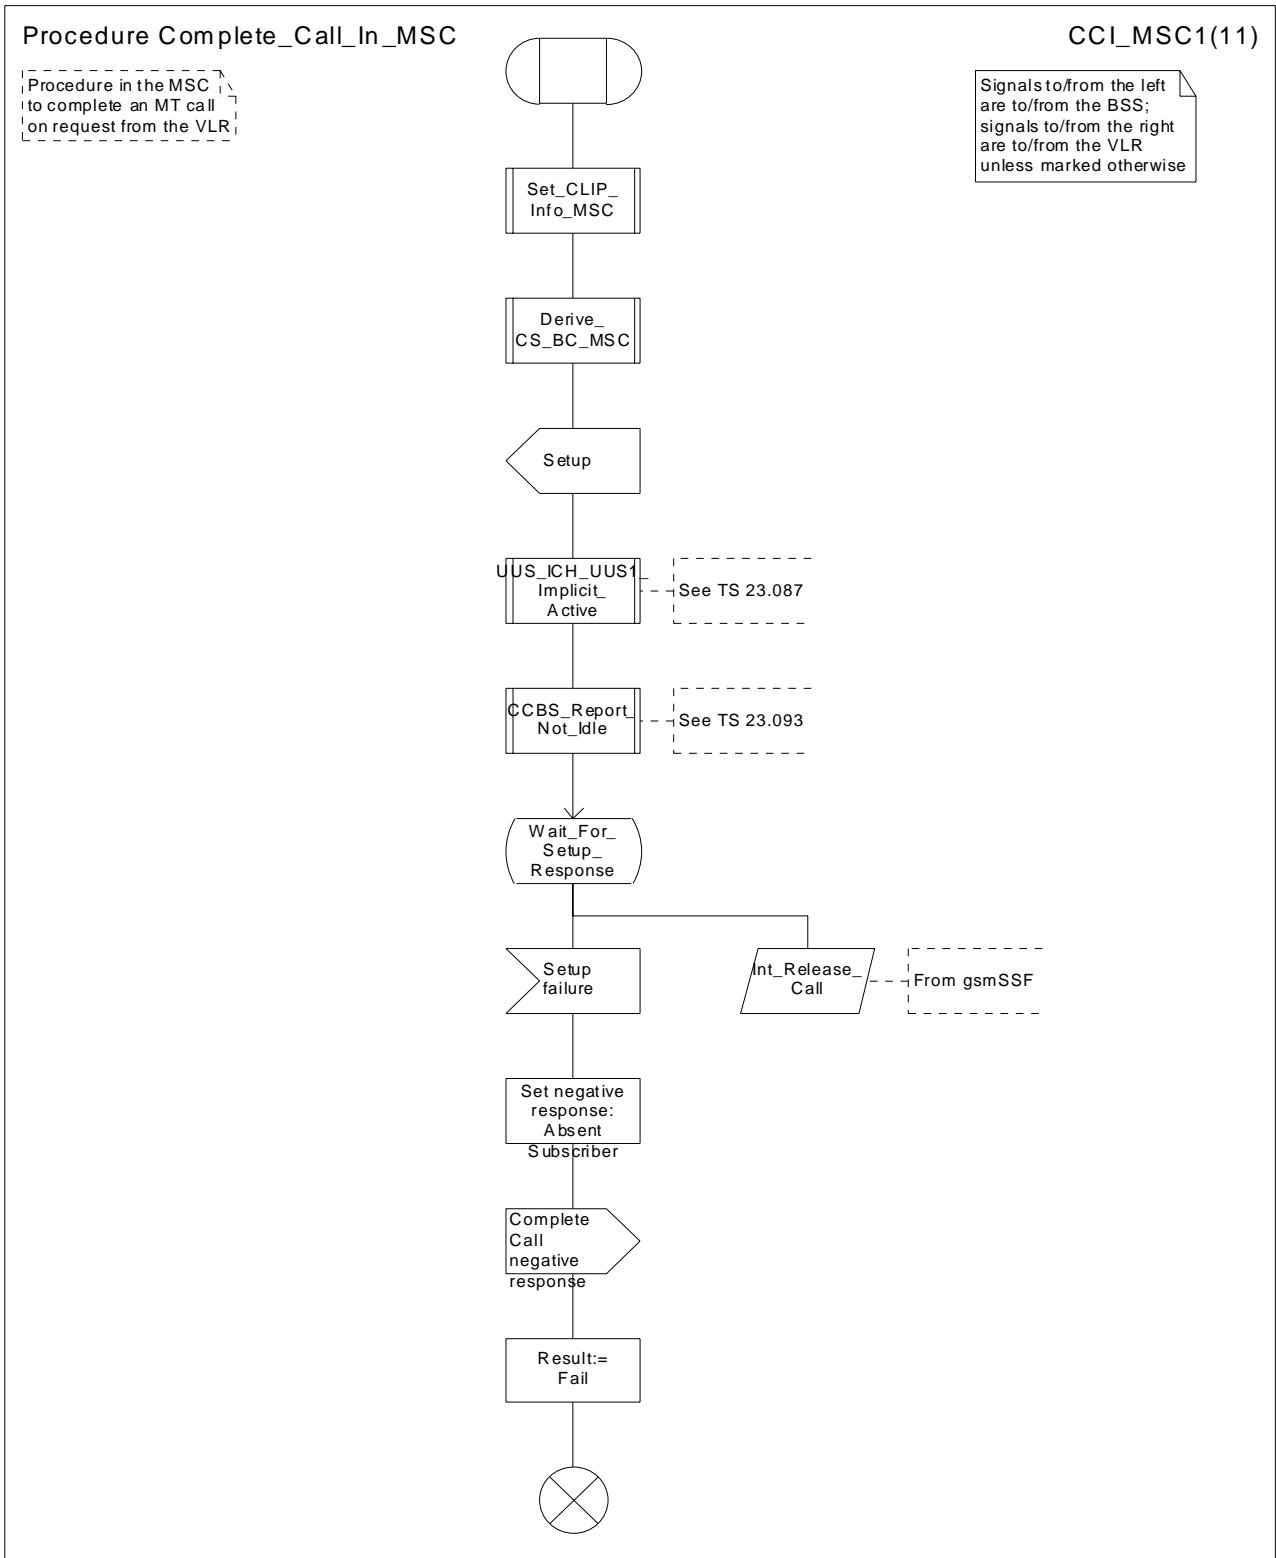 Procedure Complete_Call_In_MSC
CCI_MSC1(11)
Procedure in the MSC
to complete an MT call
on request from the VLR
Signals to/from the left
are to/from the BSS;
signals to/from the right
are to/from the VLR
unless marked otherwise
Set_CLIP_
Info_MSC
Derive_
CS_BC_MSC
Setup
UUS_ICH_UUS1_
Implicit_
Active
See TS 23.087
CCBS_Report_
Not_Idle
See TS 23.093
Wait_For_
Setup_
Response
Setup
failure
Int_Release_
Call
From gsmSSF
Set negative
response:
Absent
Subscriber
Complete
Call
negative
response
Result:=
Fail